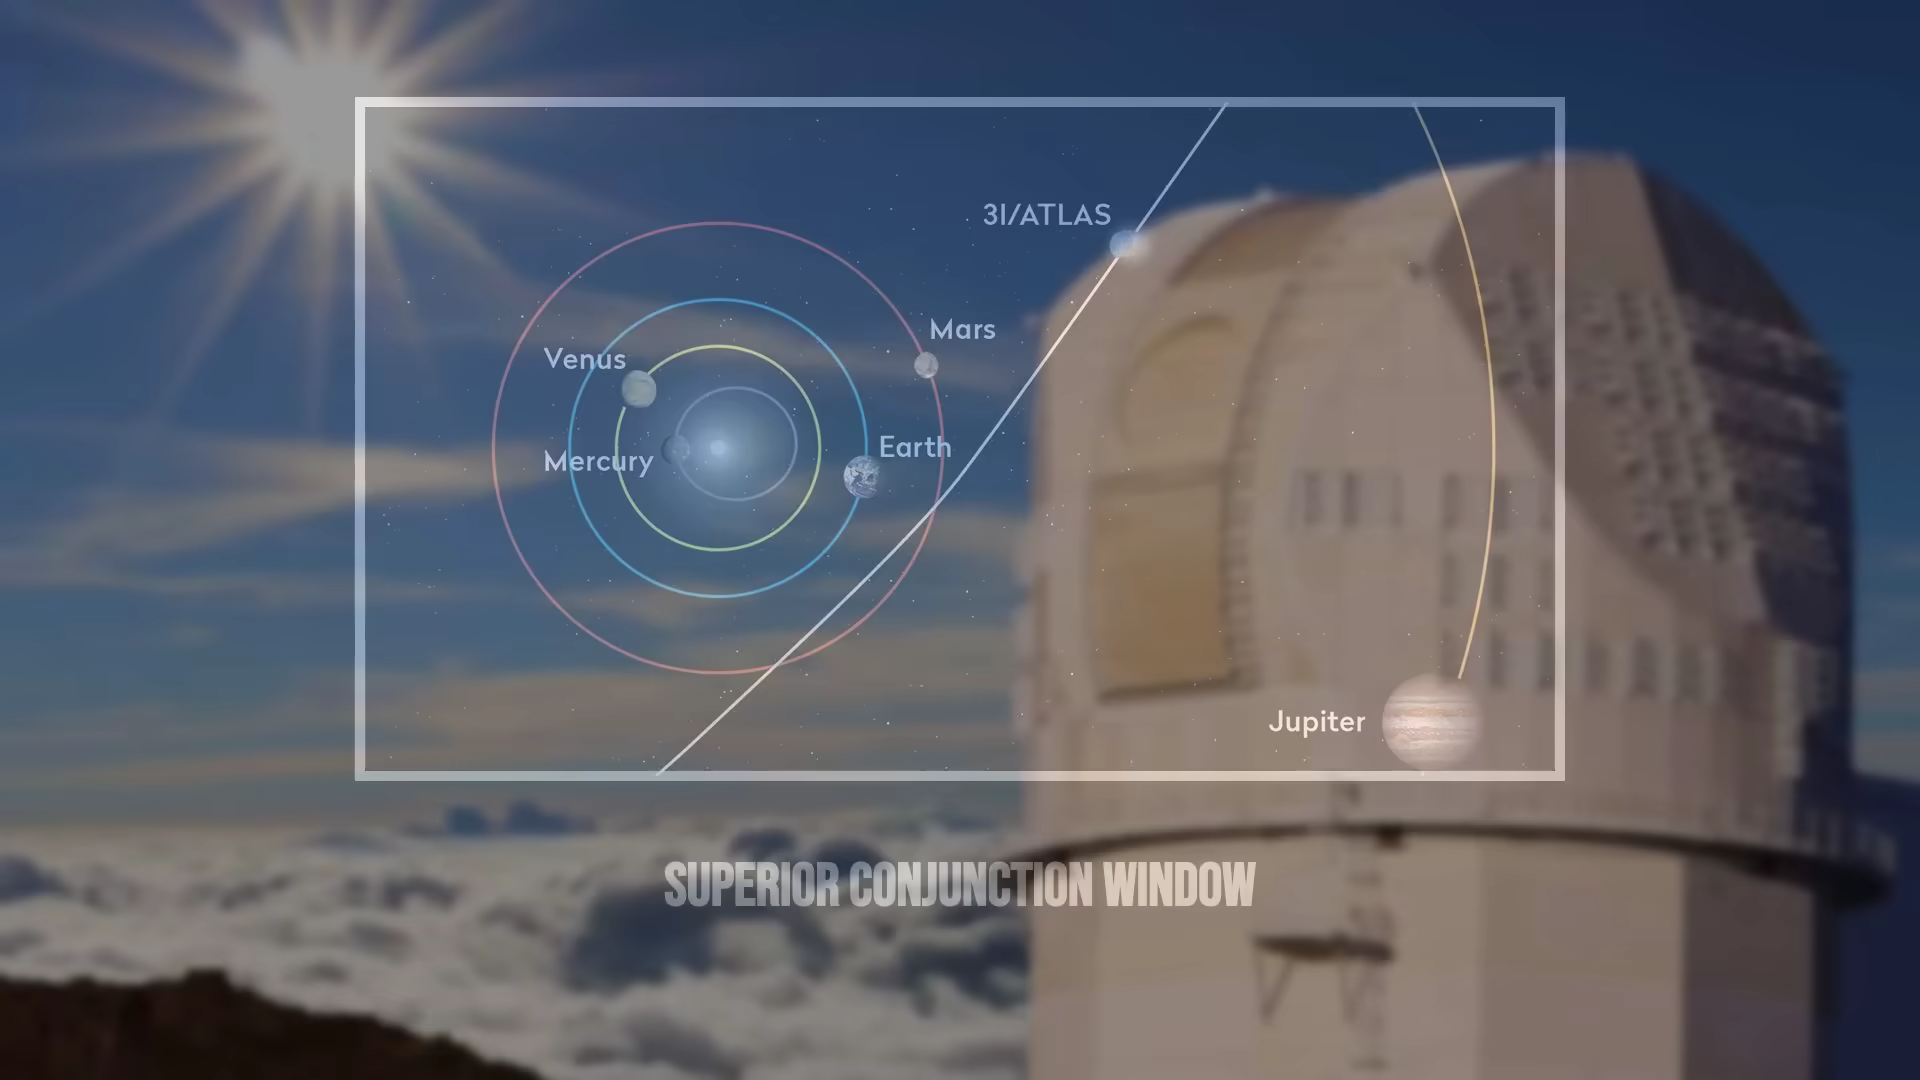 3I/ATLAS
Mars
Venus
Earth
Mercury
Jupiter
SUPERIOR CONJUNCTION WINDOW